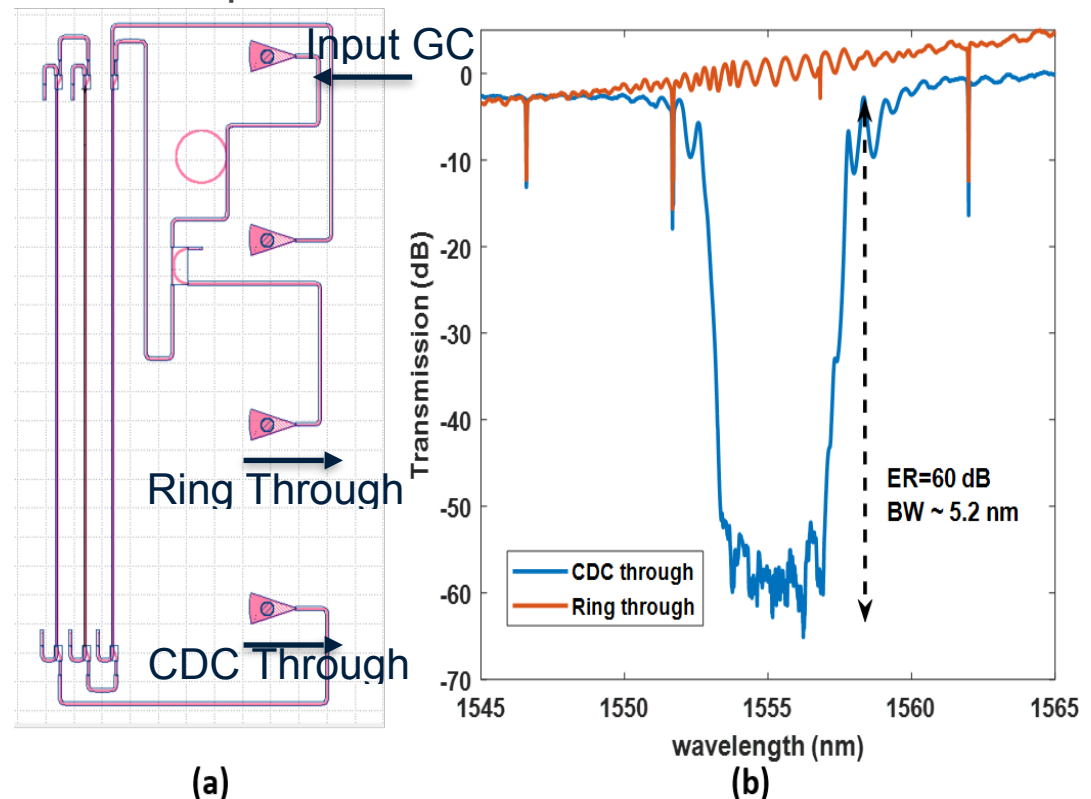 Input GC
Ring Through
CDC Through
(a)
Transmission (dB)
0
-10
-20
-30
-40
-50
-60
-70
1545
1550
1555
1560
1565
wavelength (nm)
CDC through
Ring through
ER=60 dB
BW ~ 5.2 nm
(b)